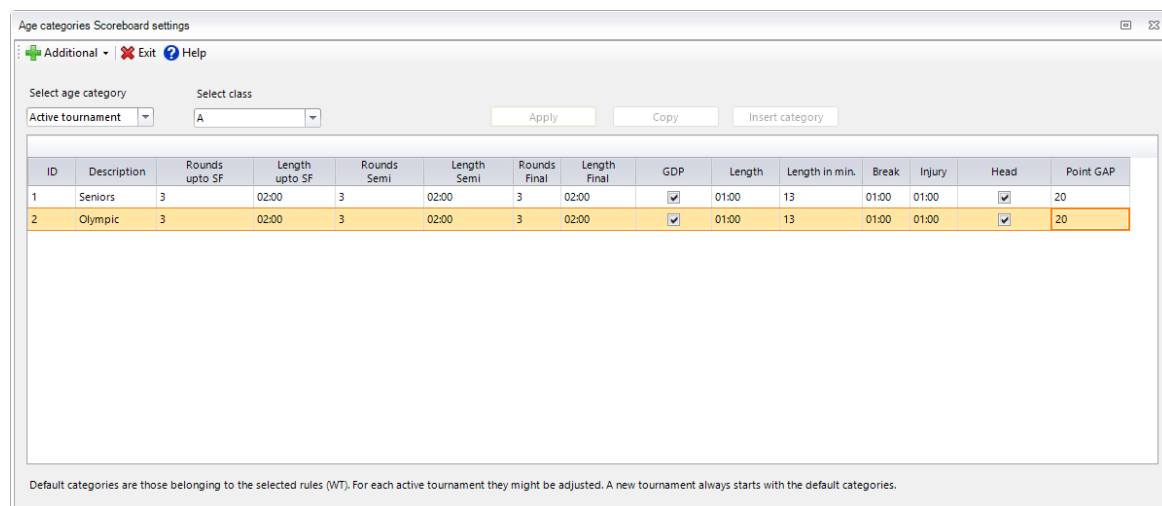 Age categories Scoreboard settings
Additional Exit Help
Select age category Select class
Active tournament A Apply Copy Insert category
ID Description Rounds upto SF Length upto SF Rounds Semi Length Semi Rounds Final Length Final GDP Length Length in min. Break Injury Head Point GAP
1 Seniors 3 02:00 3 02:00 3 02:00 01:00 13 01:00 01:00 20
2 Olympic 3 02:00 3 02:00 3 02:00 01:00 13 01:00 01:00 20
Default categories are those belonging to the selected rules (WT). For each active tournament they might be adjusted. A new tournament always starts with the default categories.